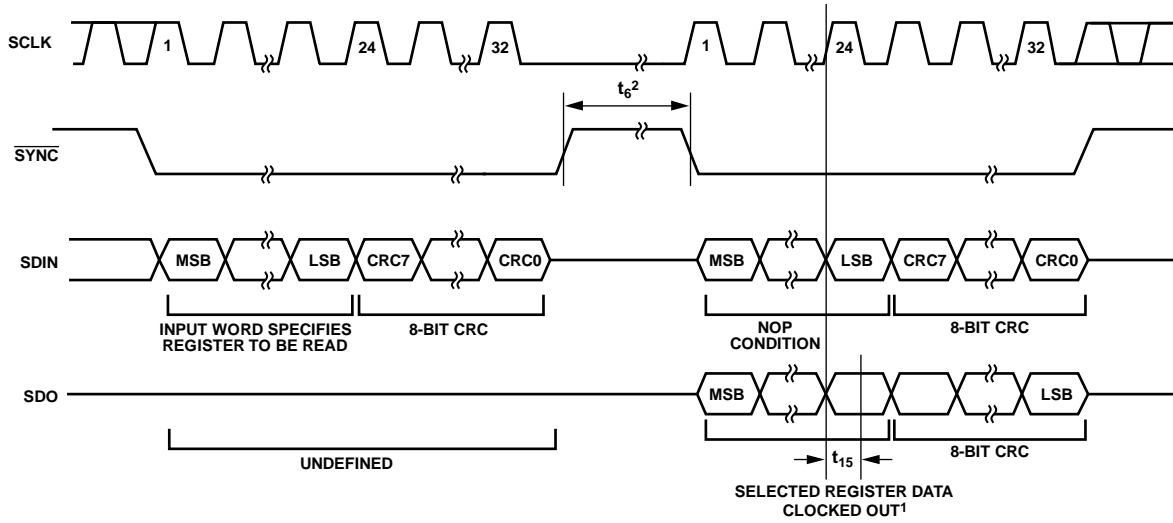 SCLK
1
24
32
1
24
32
t6²
SYNC
SDIN
MSB
LSB
CRC7
CRC0
MSB
LSB
CRC7
CRC0
INPUT WORD SPECIFIES
REGISTER TO BE READ
8-BIT CRC
NOP
CONDITION
8-BIT CRC
SDO
MSB
LSB
UNDEFINED
t15
8-BIT CRC
SELECTED REGISTER DATA
CLOCKED OUT¹